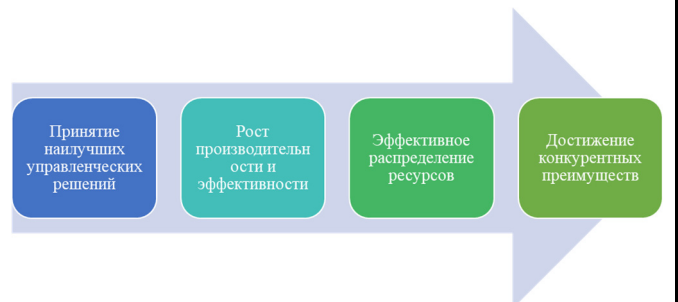 Принятие
наилучших
управленческих
решений
Рост
производительн
ости и
эффективности
Эффективное
распределение
ресурсов
Достижение
конкурентных
преимуществ